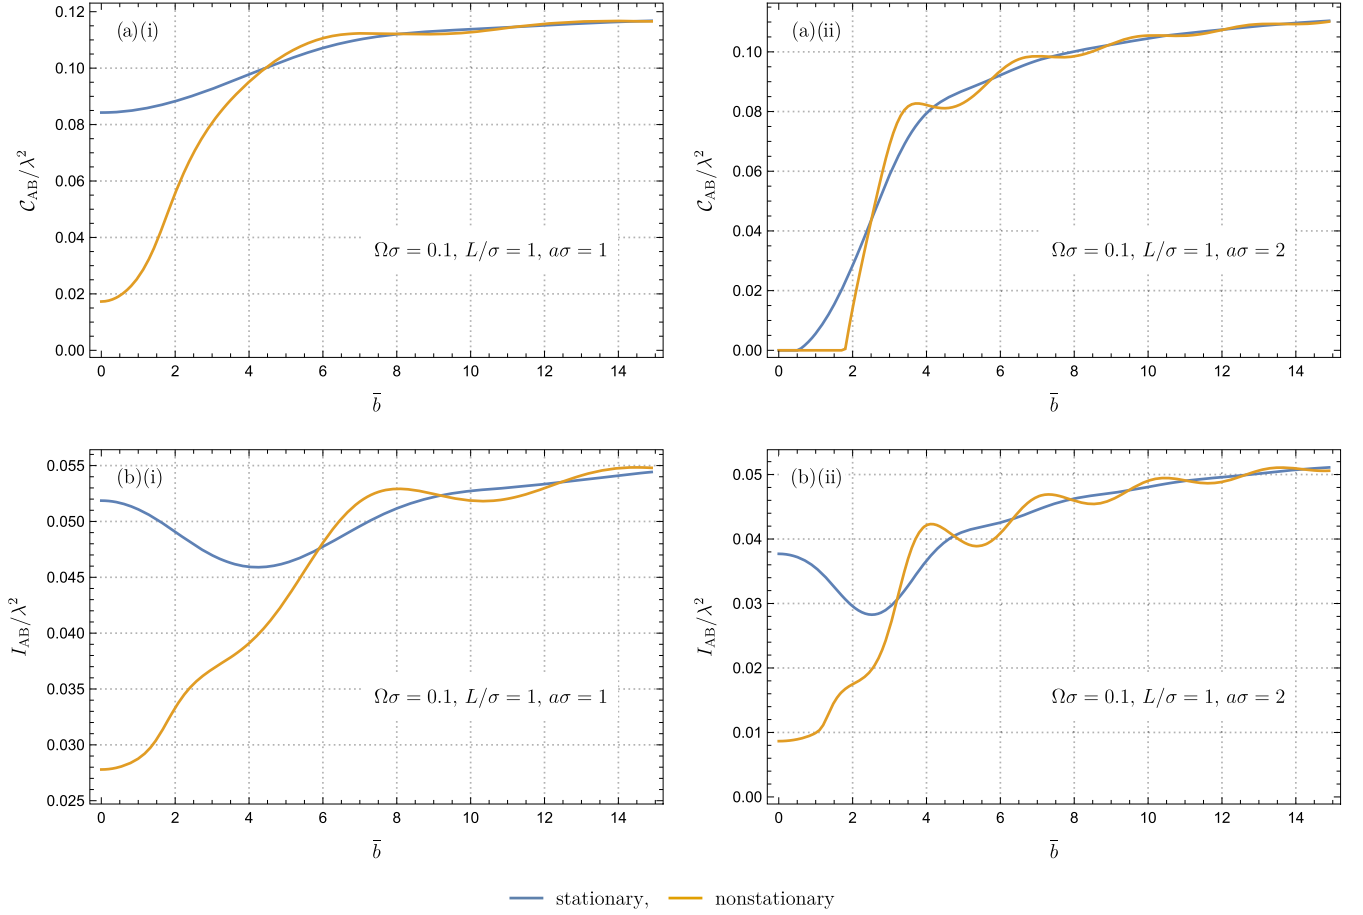 (a)(i)
0.12
0.10
0.08
0.06
0.04
0.02
0.00
𝒞AB/λ²
Ωσ = 0.1, L/σ = 1, aσ = 1
0 2 4 6 8 10 12 14
b̄
(a)(ii)
0.10
0.08
0.06
0.04
0.02
0.00
𝒞AB/λ²
Ωσ = 0.1, L/σ = 1, aσ = 2
0 2 4 6 8 10 12 14
b̄
(b)(i)
0.055
0.050
0.045
0.040
0.035
0.030
0.025
IAB/λ²
Ωσ = 0.1, L/σ = 1, aσ = 1
0 2 4 6 8 10 12 14
b̄
(b)(ii)
0.05
0.04
0.03
0.02
0.01
0.00
IAB/λ²
Ωσ = 0.1, L/σ = 1, aσ = 2
0 2 4 6 8 10 12 14
b̄
stationary, nonstationary